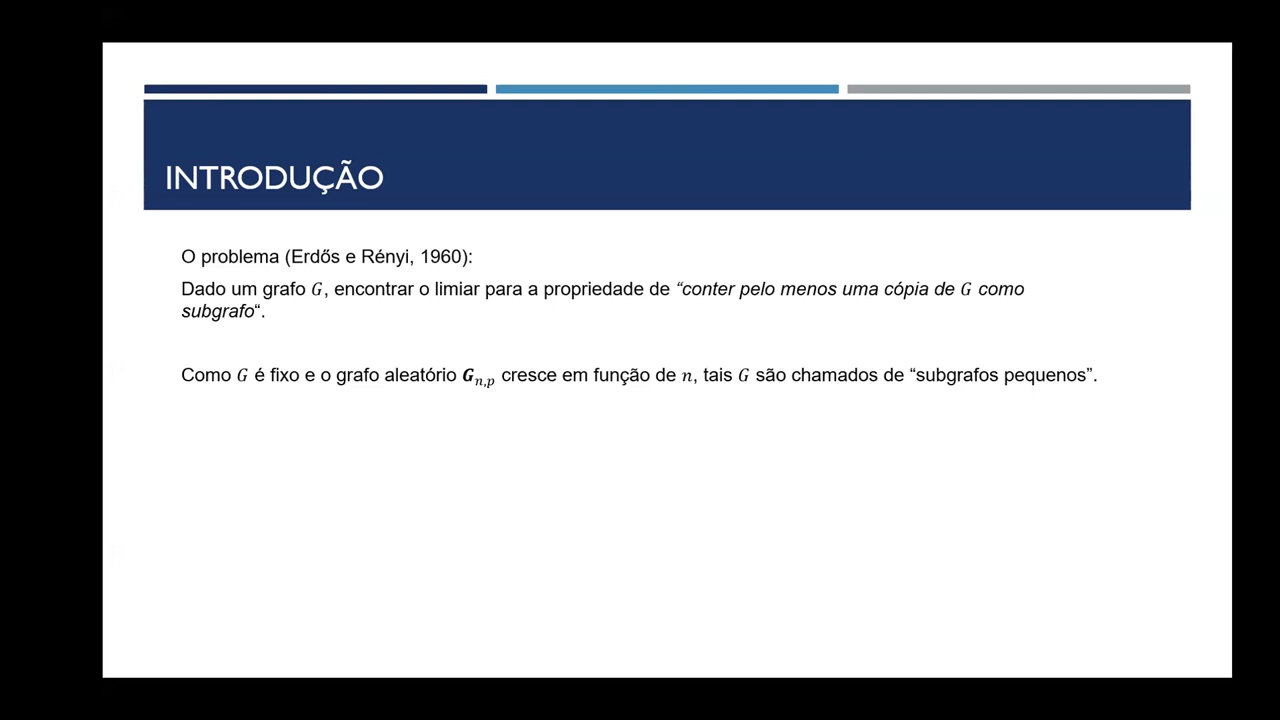 INTRODUÇÃO
O problema (Erdős e Rényi, 1960):
Dado um grafo G, encontrar o limiar para a propriedade de “conter pelo menos uma cópia de G como
subgrafo“.
Como G é fixo e o grafo aleatório G_{n,p} cresce em função de n, tais G são chamados de “subgrafos pequenos”.